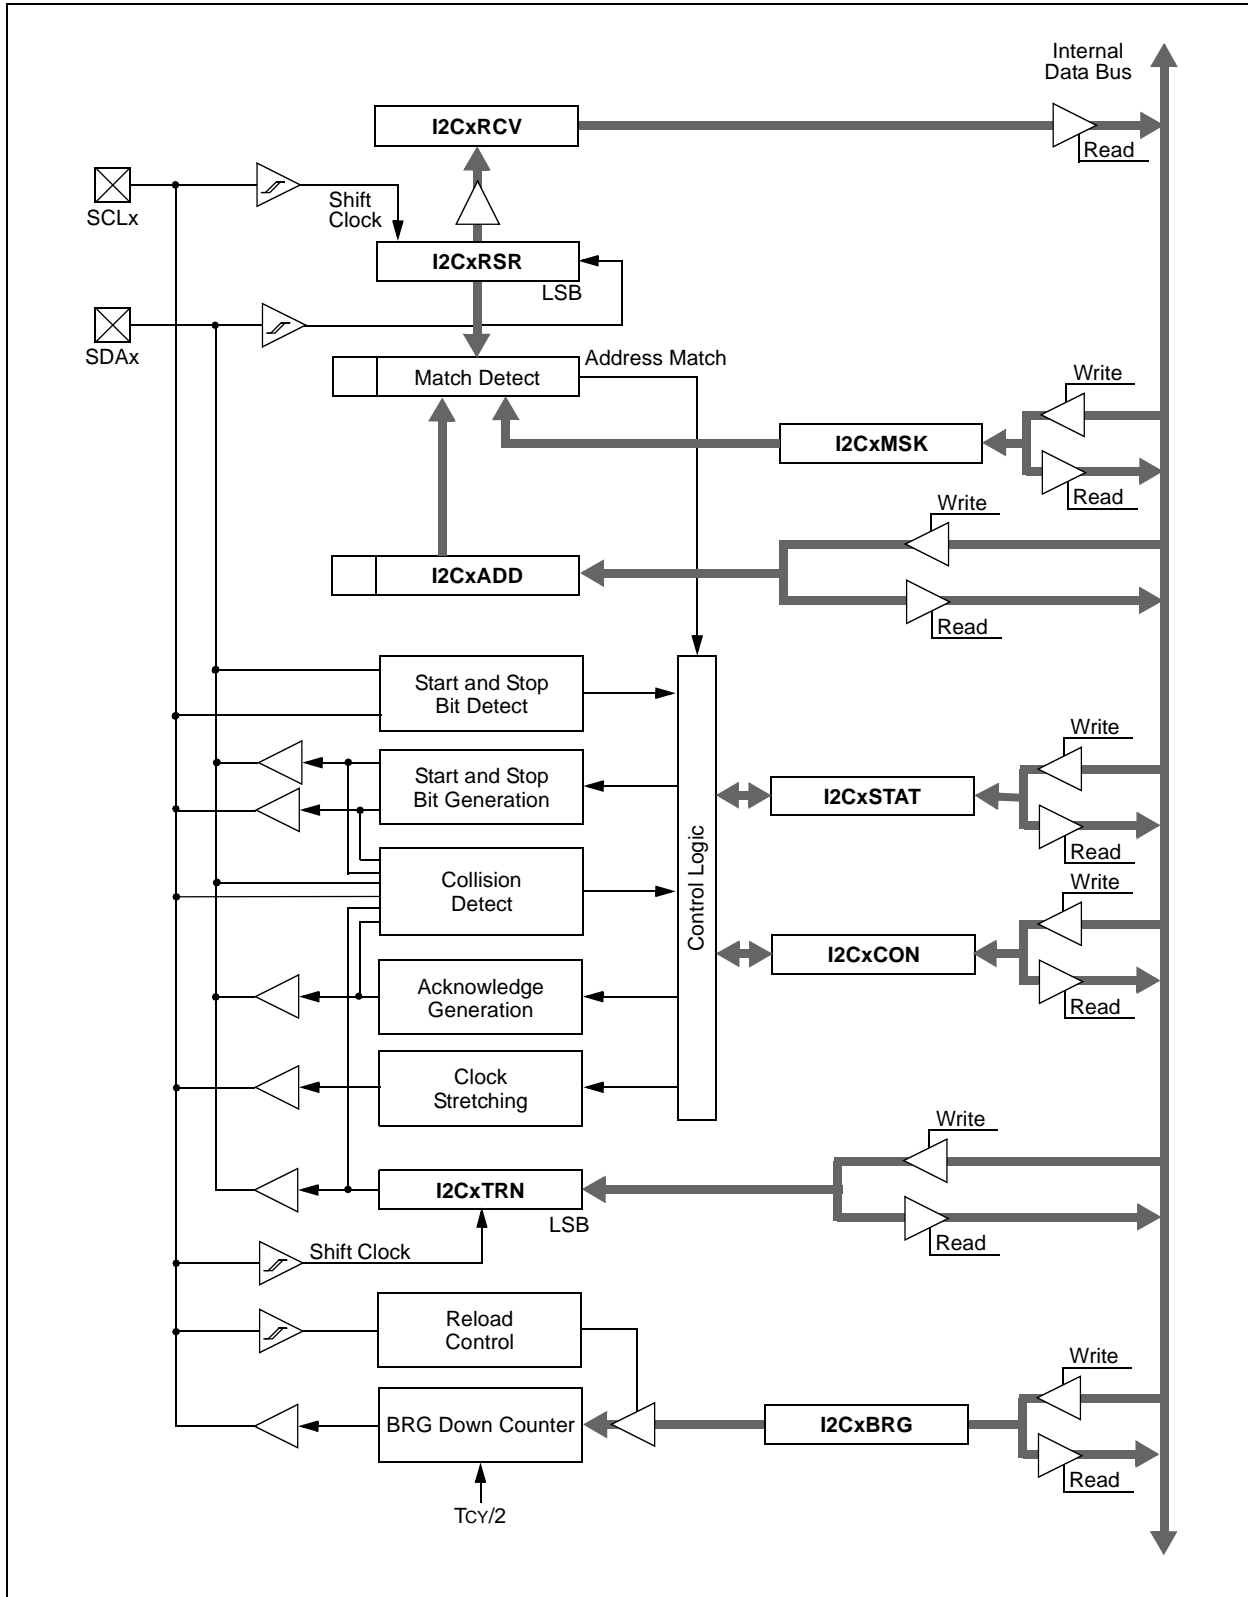 Internal
Data Bus
I2CxRCV
Read
SCLx
Shift
Clock
I2CxRSR
LSB
SDAx
Address Match
Match Detect
Write
I2CxMSK
Read
Write
I2CxADD
Read
Start and Stop
Bit Detect
Write
Start and Stop
Bit Generation
I2CxSTAT
Read
Control Logic
Collision
Detect
Write
I2CxCON
Read
Acknowledge
Generation
Clock
Stretching
Write
I2CxTRN
LSB
Read
Shift Clock
Reload
Control
Write
BRG Down Counter
I2CxBRG
Read
TCY/2